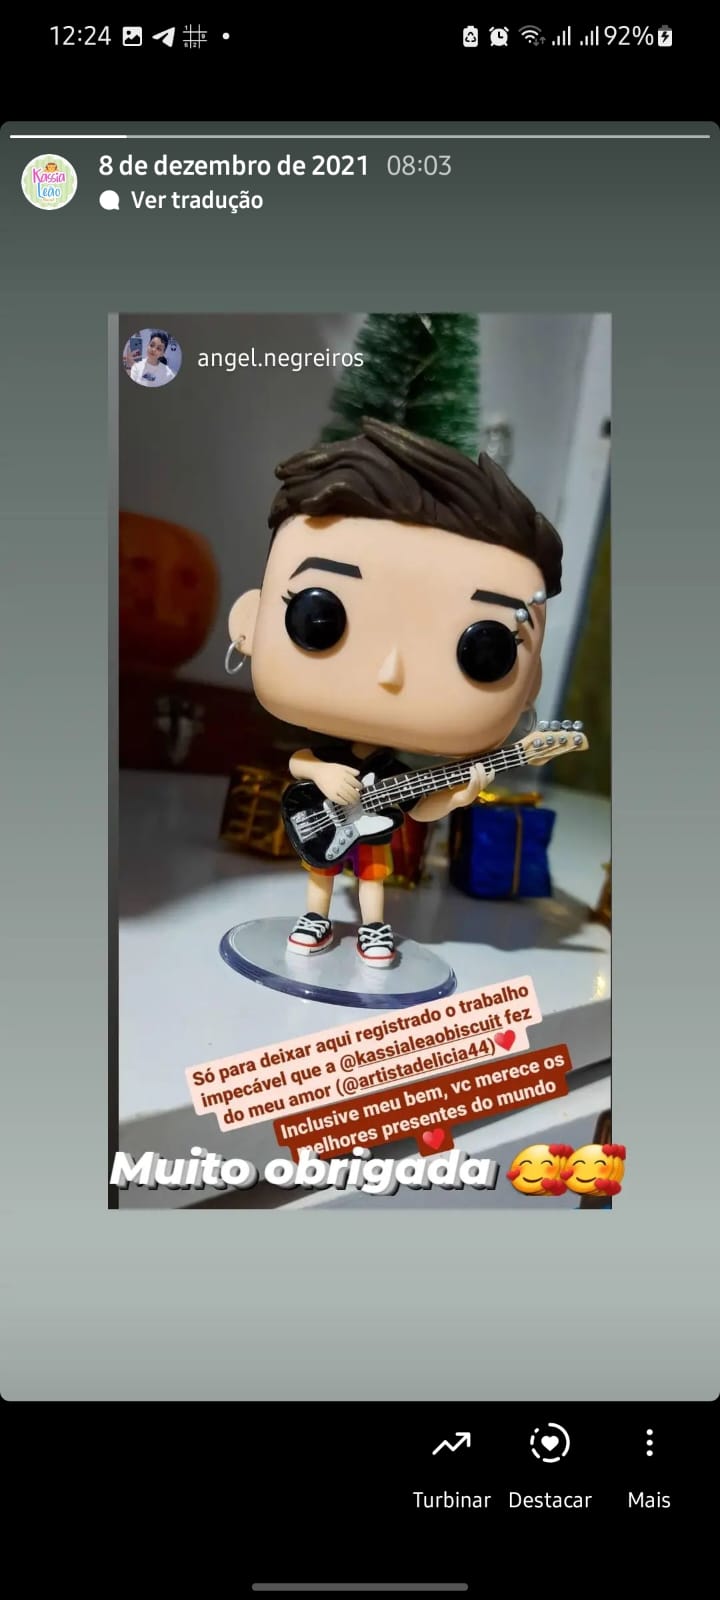 12:24
92%
Kassia
Leão
8 de dezembro de 2021 08:03
Ver tradução
angel.negreiros
Só para deixar aqui registrado o trabalho
impecável que a @kassialeaobiscuit fez
do meu amor (@artistadelicia44)♥️
Inclusive meu bem, vc merece os
melhores presentes do mundo
♥️
Muito obrigada 🥰🥰
Turbinar Destacar Mais